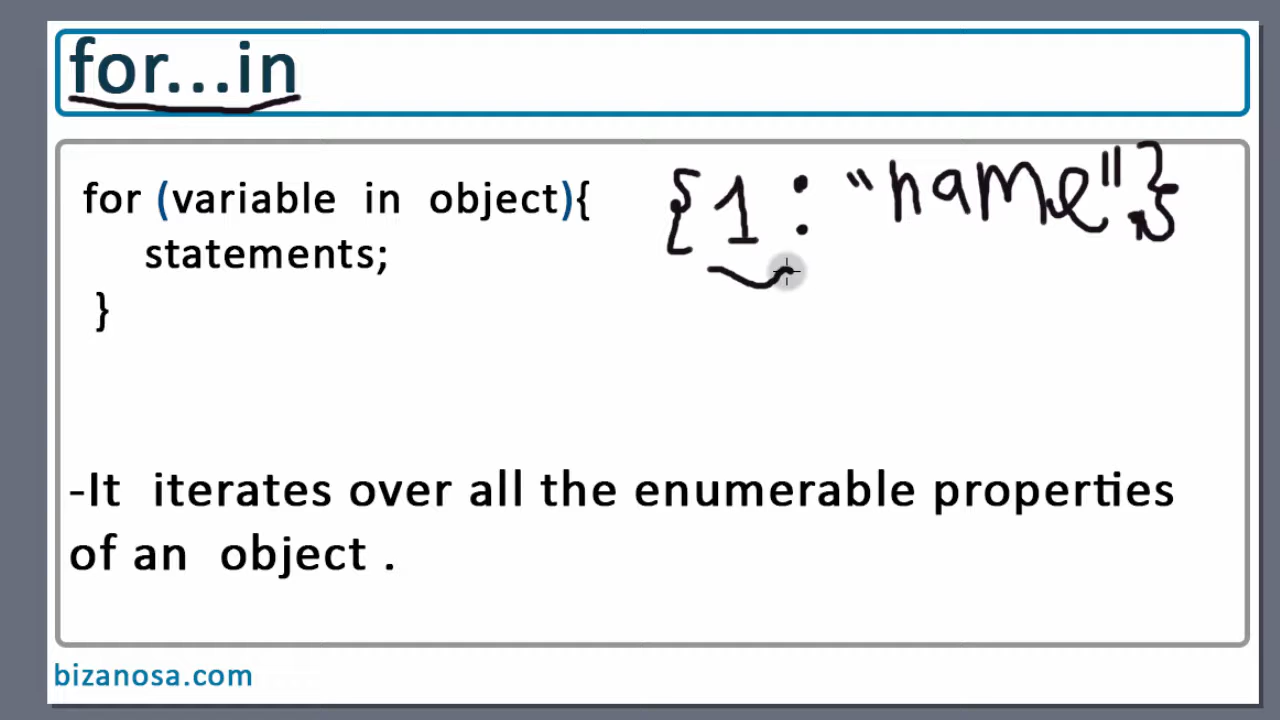 for...in
for (variable in object){
statements;
}
{1 : "name"}
-It iterates over all the enumerable properties
of an object .
bizanosa.com